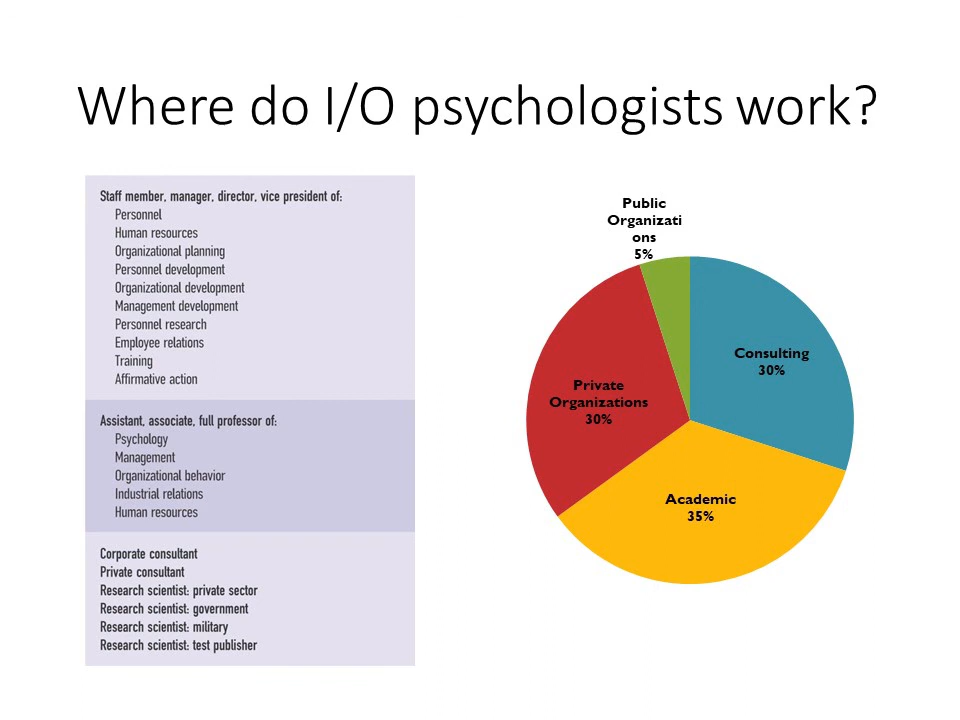 Where do I/O psychologists work?
Staff member, manager, director, vice president of:
Personnel
Human resources
Organizational planning
Personnel development
Organizational development
Management development
Personnel research
Employee relations
Training
Affirmative action
Assistant, associate, full professor of:
Psychology
Management
Organizational behavior
Industrial relations
Human resources
Corporate consultant
Private consultant
Research scientist: private sector
Research scientist: government
Research scientist: military
Research scientist: test publisher
Public
Organizati
ons
5%
Consulting
30%
Private
Organizations
30%
Academic
35%